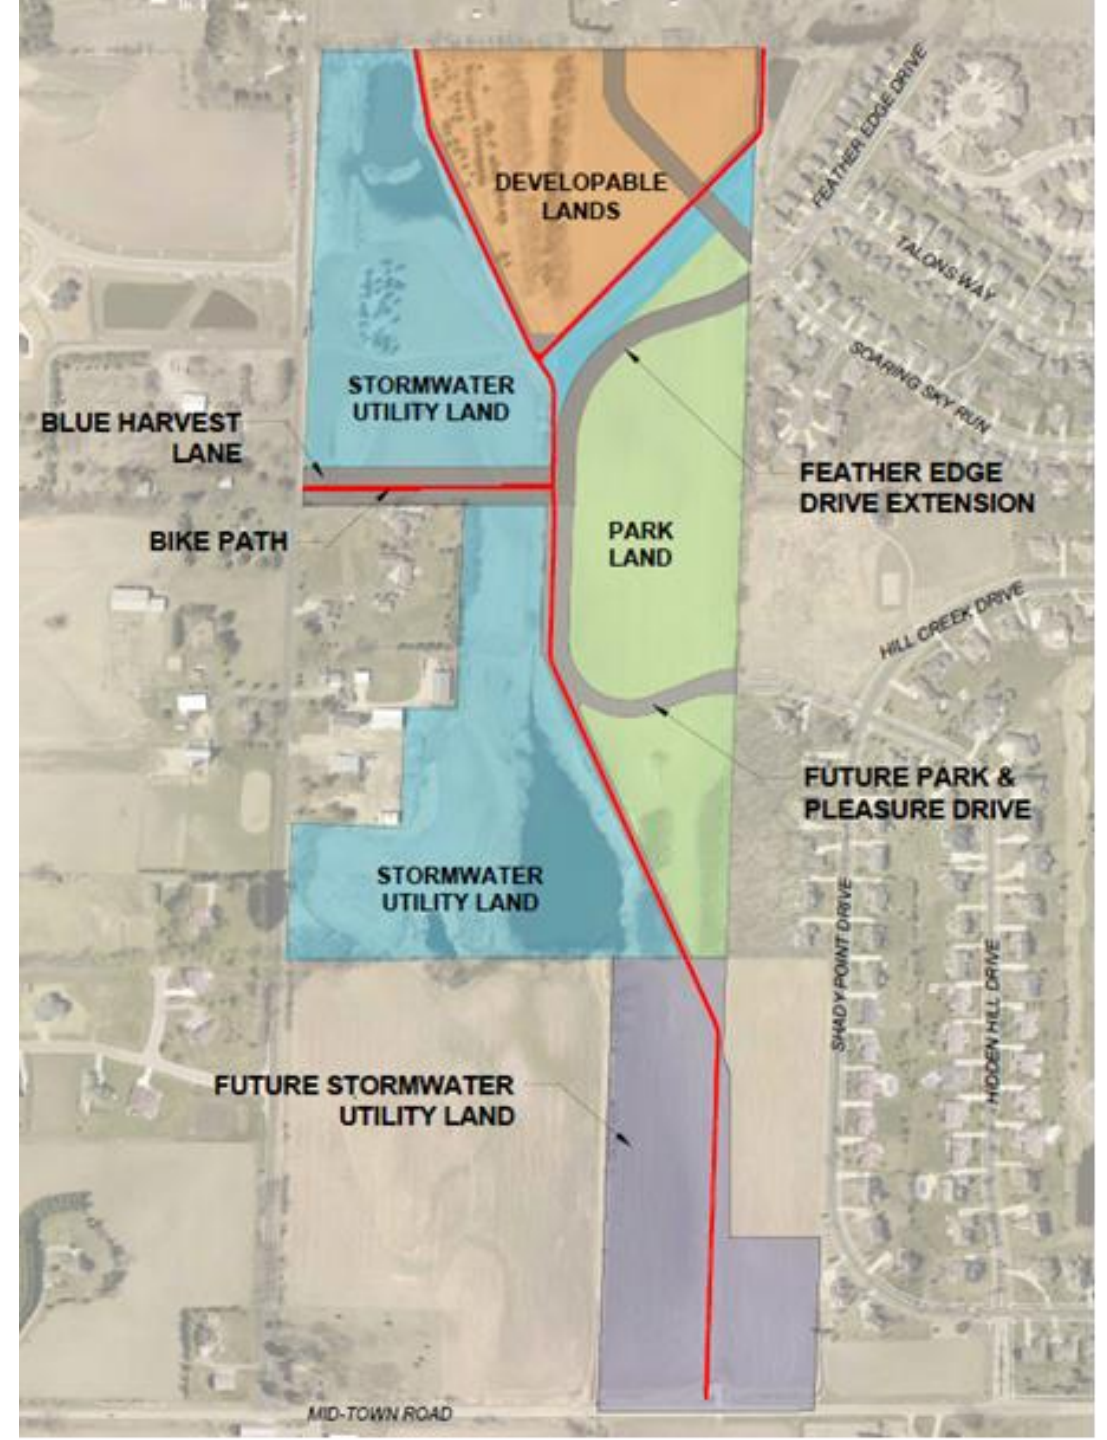 FEATHER EDGE DRIVE
DEVELOPABLE
LANDS
TALONS WAY
SOARING SKY RUN
STORMWATER
UTILITY LAND
BLUE HARVEST
LANE
FEATHER EDGE
DRIVE EXTENSION
BIKE PATH
PARK
LAND
HILL CREEK DRIVE
FUTURE PARK &
PLEASURE DRIVE
STORMWATER
UTILITY LAND
SHADY POINT DRIVE
HIDDEN HILL DRIVE
FUTURE STORMWATER
UTILITY LAND
MID-TOWN ROAD